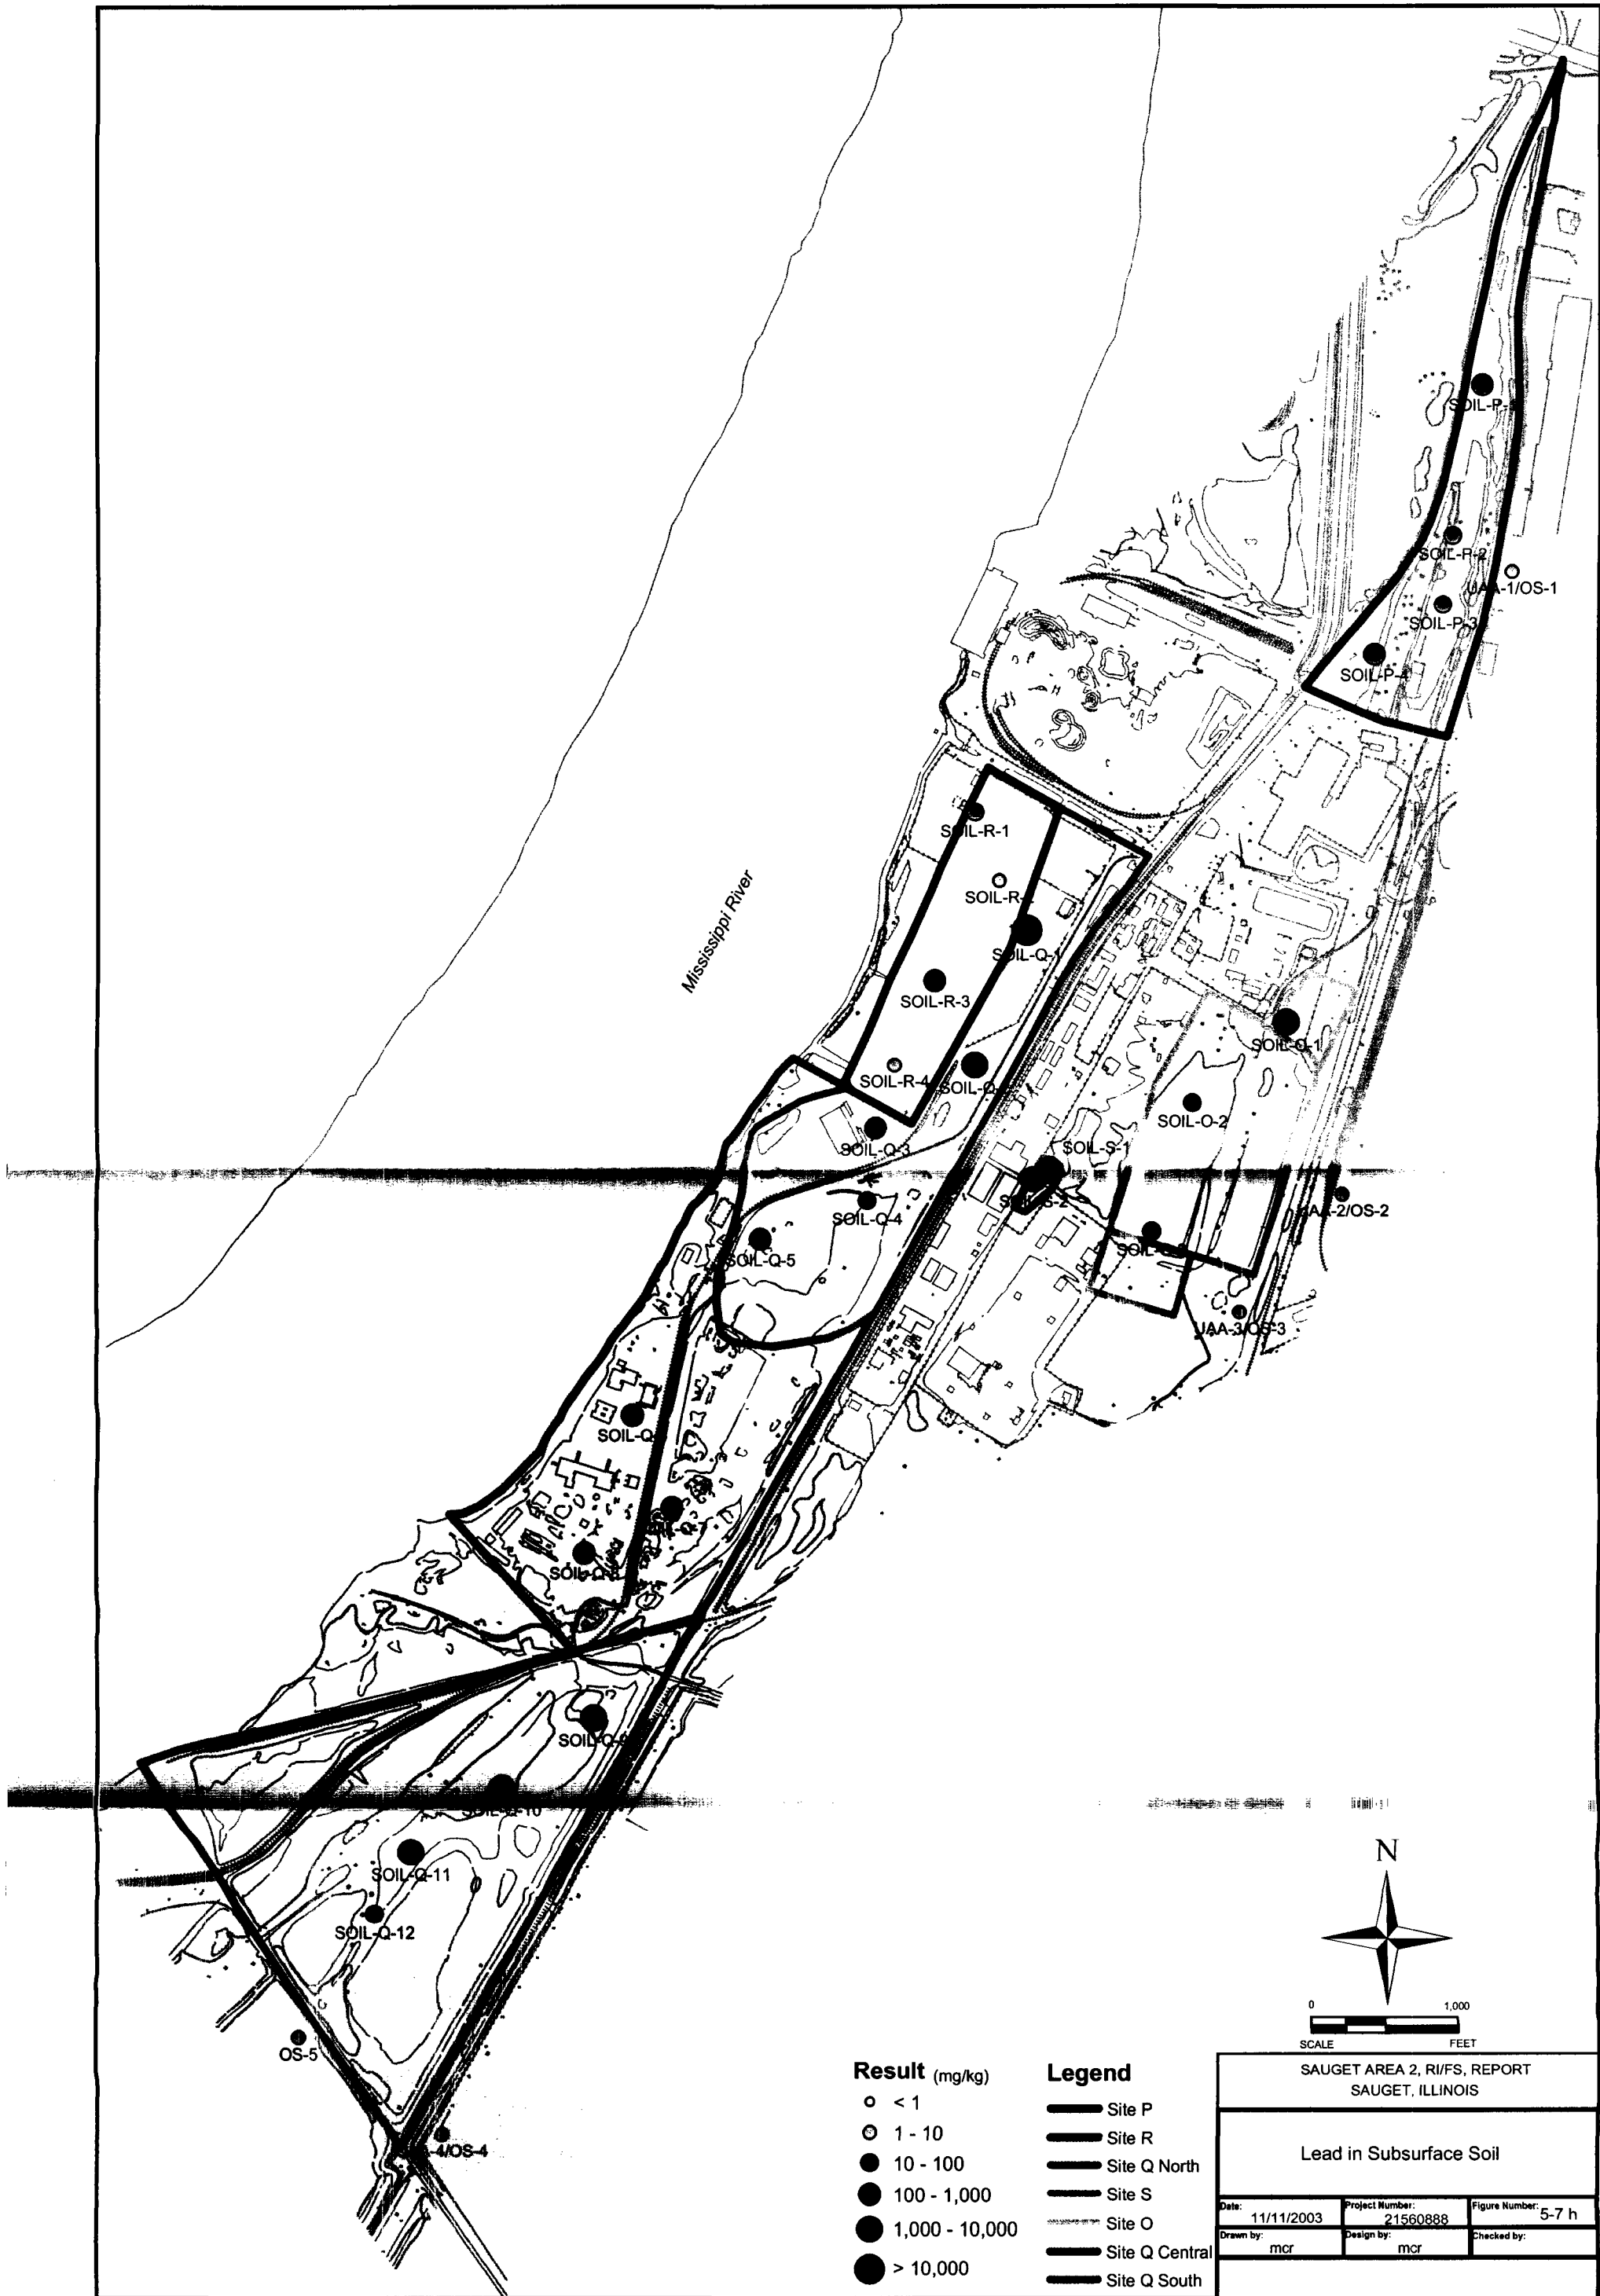 SOIL-P-2
UAA-1/OS-1
SOIL-P-3
SOIL-P-4
SOIL-R-1
SOIL-Q-1
SOIL-R-3
SOIL-O-1
SOIL-R-4
SOIL-O-2
SOIL-Q-3
SOIL-S-1
SOIL-Q-4
UAA-2/OS-2
SOIL-Q-5
UAA-3/OS-3
Mississippi River
SOIL-Q-8
SOIL-Q-9
SOIL-Q-10
SOIL-Q-11
SOIL-Q-12
OS-5
N
0 1,000
SCALE FEET
Result (mg/kg)
< 1
1 - 10
10 - 100
100 - 1,000
1,000 - 10,000
> 10,000
Legend
Site P
Site R
Site Q North
Site S
Site O
Site Q Central
Site Q South
SAUGET AREA 2, RI/FS, REPORT
SAUGET, ILLINOIS
Lead in Subsurface Soil
Date: 11/11/2003
Project Number: 21560888
Figure Number: 5-7 h
Drawn by: mcr
Design by: mcr
Checked by: